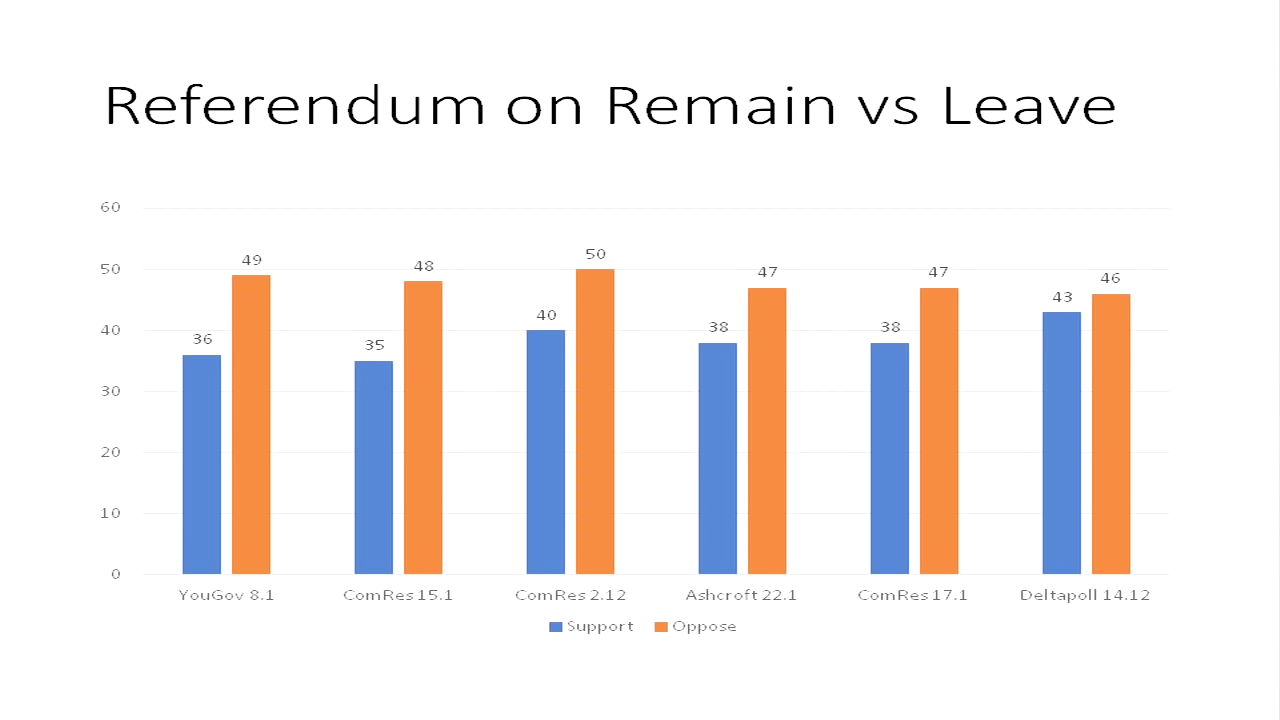 Referendum on Remain vs Leave
60
50
40
30
20
10
0
36 49 35 48 40 50 38 47 38 47 43 46
YouGov 8.1 ComRes 15.1 ComRes 2.12 Ashcroft 22.1 ComRes 17.1 Deltapoll 14.12
Support Oppose